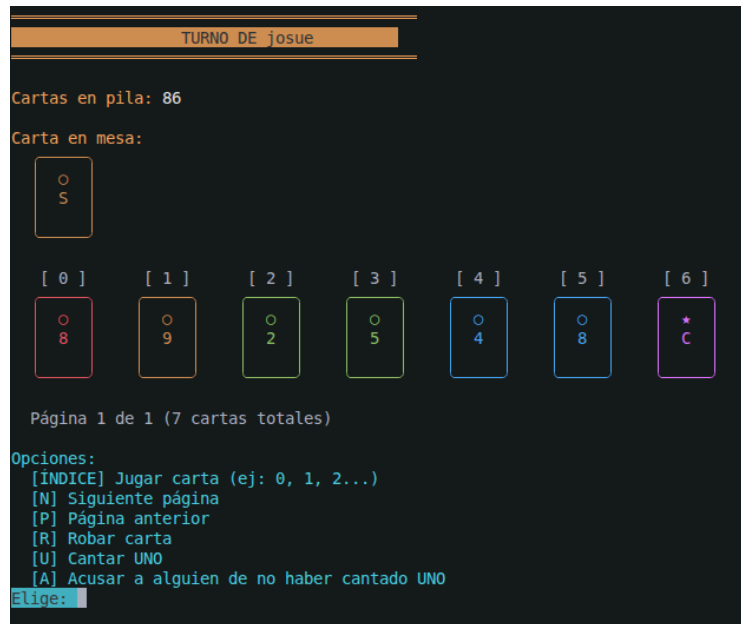 TURNO DE josue
Cartas en pila: 86
Carta en mesa:
○
S
[ 0 ] [ 1 ] [ 2 ] [ 3 ] [ 4 ] [ 5 ] [ 6 ]
○ ○ ○ ○ ○ ○ ★
8 9 2 5 4 8 C
Página 1 de 1 (7 cartas totales)
Opciones:
[ÍNDICE] Jugar carta (ej: 0, 1, 2...)
[N] Siguiente página
[P] Página anterior
[R] Robar carta
[U] Cantar UNO
[A] Acusar a alguien de no haber cantado UNO
Elige: